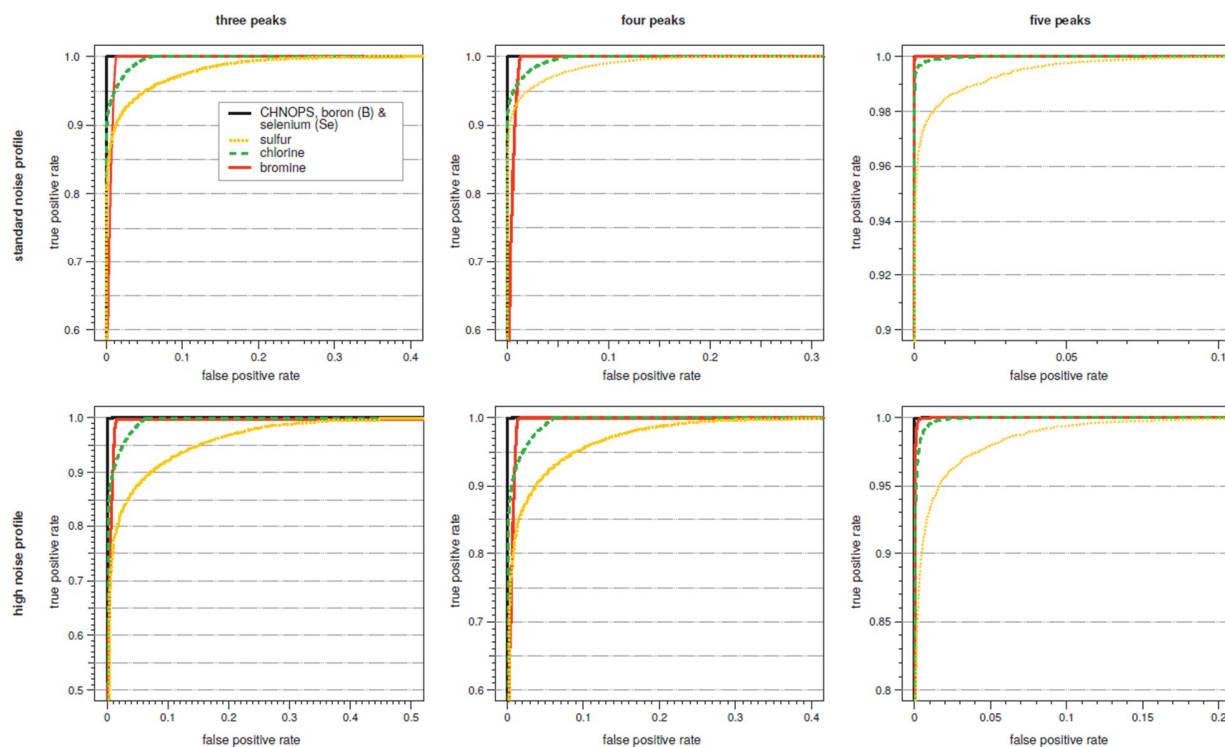 three peaks
four peaks
five peaks
standard noise profile
true positive rate
1.0
0.9
0.8
0.7
0.6
CHNOPS, boron (B) &
selenium (Se)
sulfur
chlorine
bromine
0
0.1
0.2
0.3
0.4
false positive rate
true positive rate
1.0
0.9
0.8
0.7
0.6
0
0.1
0.2
0.3
false positive rate
true positive rate
1.0
0.98
0.96
0.94
0.92
0.9
0
0.05
0.1
false positive rate
high noise profile
true positive rate
1.0
0.9
0.8
0.7
0.6
0.5
0
0.1
0.2
0.3
0.4
0.5
false positive rate
true positive rate
1.0
0.9
0.8
0.7
0.6
0
0.1
0.2
0.3
0.4
false positive rate
true positive rate
1.0
0.95
0.9
0.85
0.8
0
0.05
0.1
0.15
0.2
false positive rate